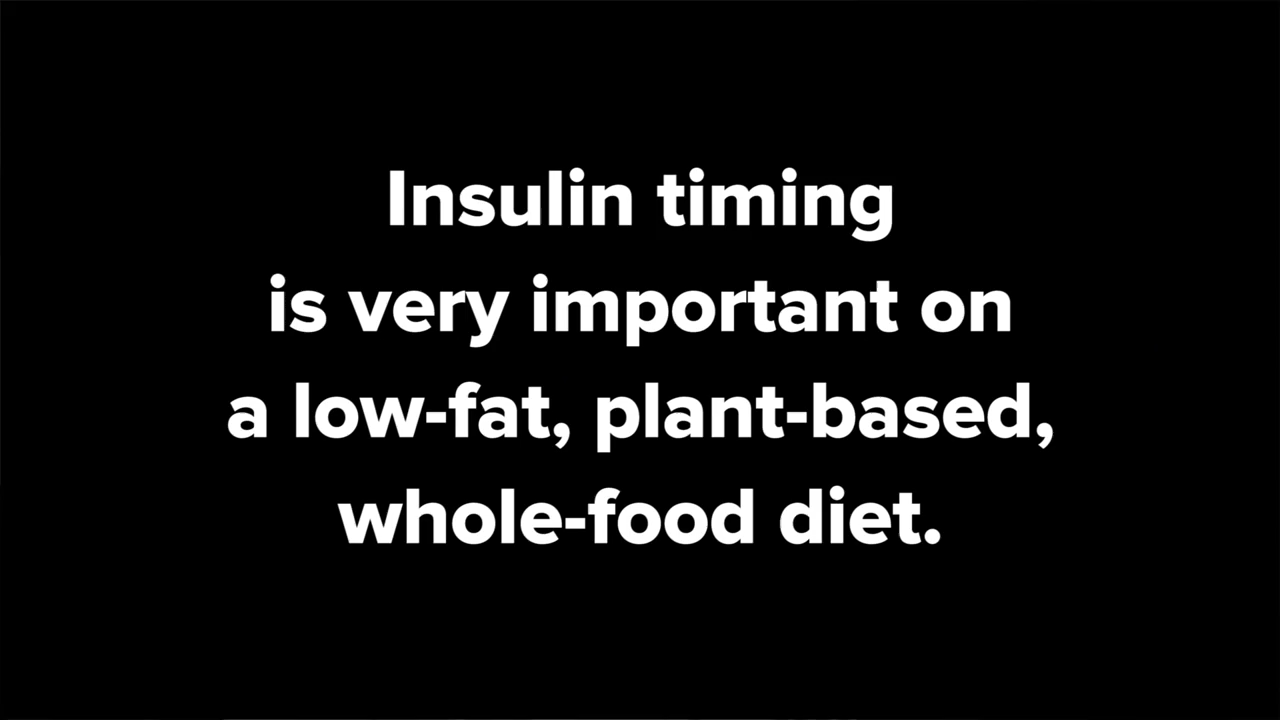 Insulin timing
is very important on
a low-fat, plant-based,
whole-food diet.